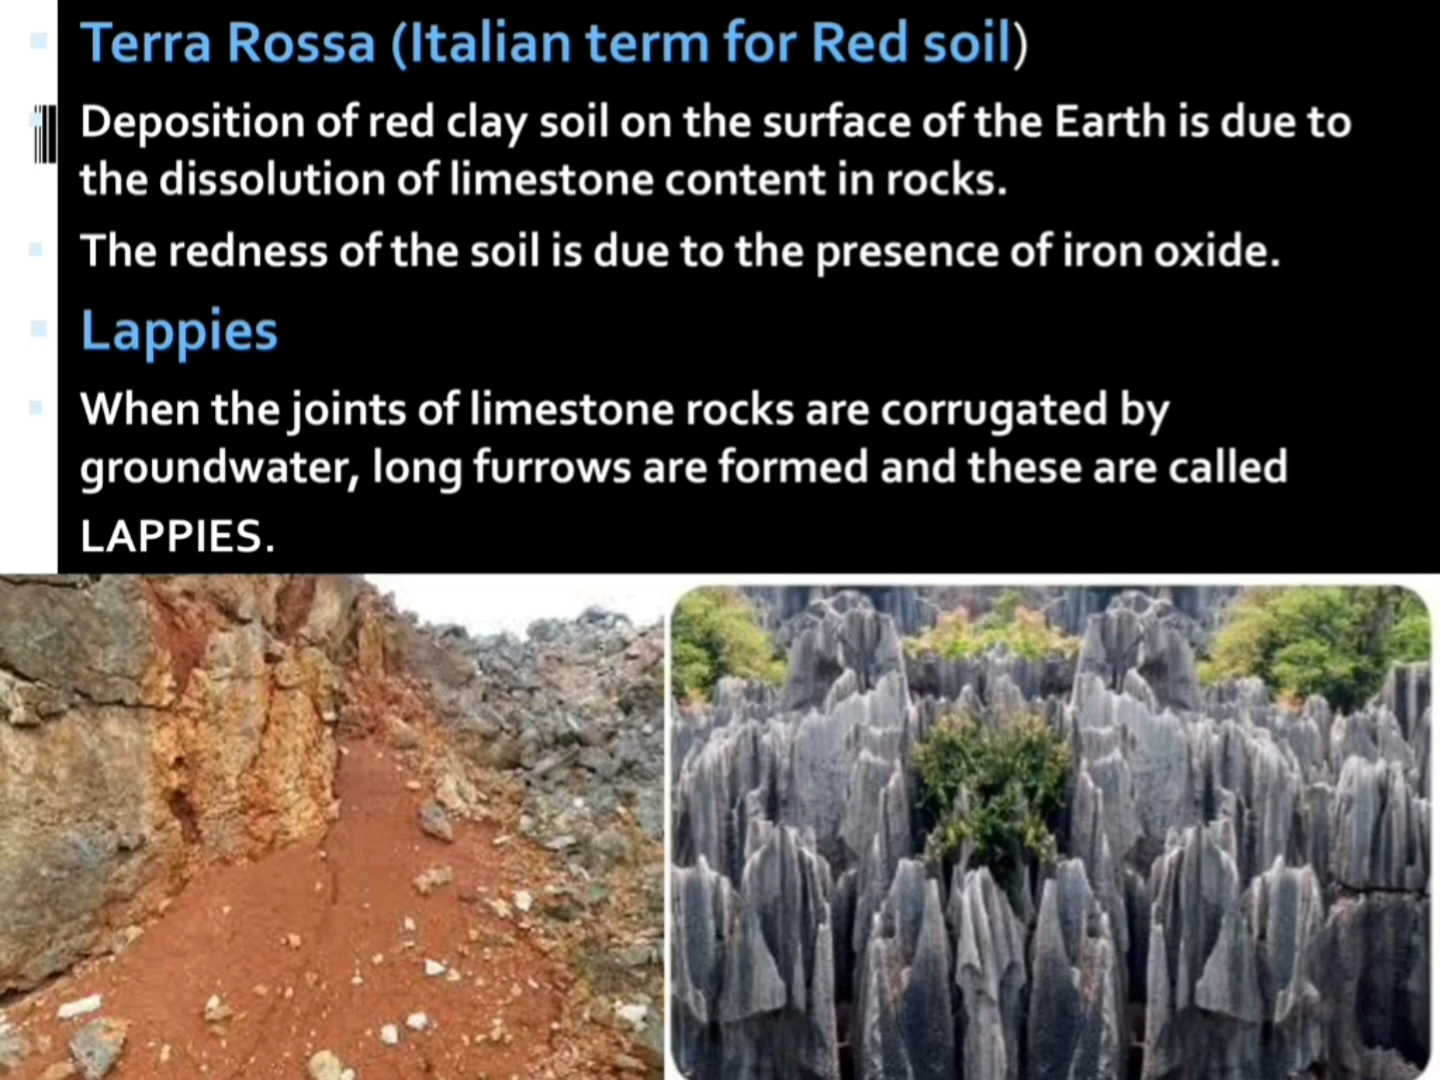 Terra Rossa (Italian term for Red soil)
Deposition of red clay soil on the surface of the Earth is due to
the dissolution of limestone content in rocks.
The redness of the soil is due to the presence of iron oxide.
Lappies
When the joints of limestone rocks are corrugated by
groundwater, long furrows are formed and these are called
LAPPIES.